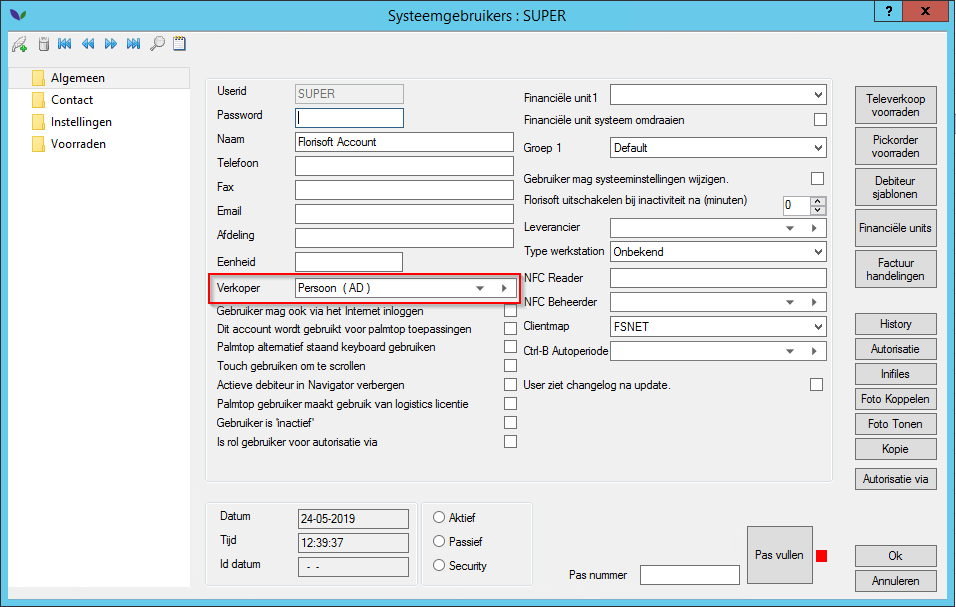 Systeemgebruikers : SUPER
?
X
Algemeen
Contact
Instellingen
Voorraden
Userid SUPER
Password
Naam Florisoft Account
Telefoon
Fax
Email
Afdeling
Eenheid
Verkoper Persoon ( AD )
Gebruiker mag ook via het Internet inloggen
Dit account wordt gebruikt voor palmtop toepassingen
Palmtop alternatief staand keyboard gebruiken
Touch gebruiken om te scrollen
Actieve debiteur in Navigator verbergen
Palmtop gebruiker maakt gebruik van logistics licentie
Gebruiker is 'inactief'
Is rol gebruiker voor autorisatie via
Financiële unit1
Financiële unit systeem omdraaien
Groep 1 Default
Gebruiker mag systeeminstellingen wijzigen.
Florisoft uitschakelen bij inactiviteit na (minuten) 0
Leverancier
Type werkstation Onbekend
NFC Reader
NFC Beheerder
Clientmap FSNET
Ctrl-B Autoperiode
User ziet changelog na update.
Televerkoop
voorraden
Pickorder
voorraden
Debiteur
sjablonen
Financiële units
Factuur
handelingen
History
Autorisatie
Inifiles
Foto Koppelen
Foto Tonen
Kopie
Autorisatie via
Datum 24-05-2019
Tijd 12:39:37
Id datum - -
Aktief
Passief
Security
Pas nummer
Pas vullen
Ok
Annuleren